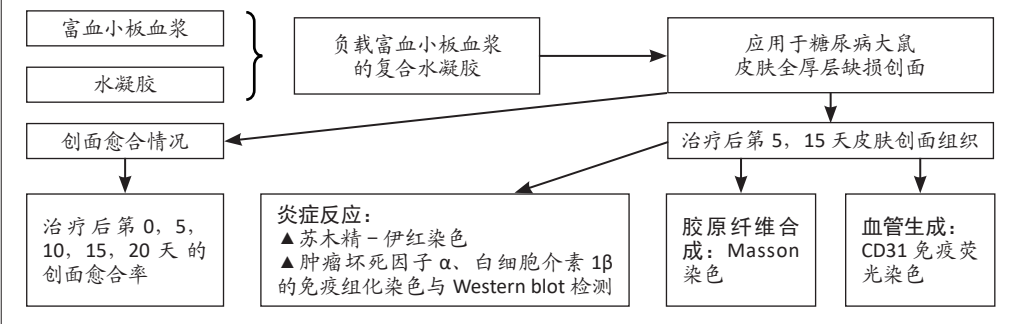 富血小板血浆
水凝胶
负载富血小板血浆
的复合水凝胶
应用于糖尿病大鼠
皮肤全厚层缺损创面
创面愈合情况
治疗后第 5，15 天皮肤创面组织
治疗后第 0，5，
10，15，20 天 的
创面愈合率
炎症反应：
▲苏木精－伊红染色
▲肿瘤坏死因子 α、白细胞介素 1β
的免疫组化染色与 Western blot 检测
胶原纤维合
成：Masson
染色
血管生成：
CD31 免疫荧
光染色